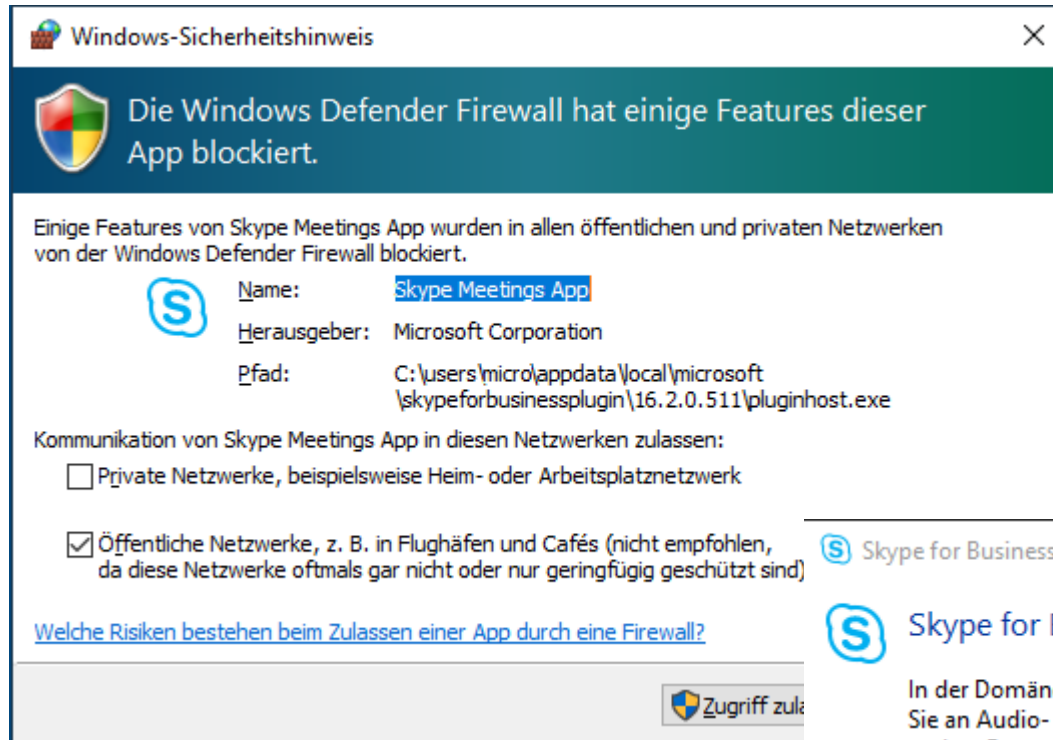 Windows-Sicherheitshinweis
Die Windows Defender Firewall hat einige Features dieser
App blockiert.
Einige Features von Skype Meetings App wurden in allen öffentlichen und privaten Netzwerken
von der Windows Defender Firewall blockiert.
Name: Skype Meetings App
Herausgeber: Microsoft Corporation
Pfad: C:\users\micro\appdata\local\microsoft
\skypeforbusinessplugin\16.2.0.511\pluginhost.exe
Kommunikation von Skype Meetings App in diesen Netzwerken zulassen:
Private Netzwerke, beispielsweise Heim- oder Arbeitsplatznetzwerk
Öffentliche Netzwerke, z. B. in Flughäfen und Cafés (nicht empfohlen,
da diese Netzwerke oftmals gar nicht oder nur geringfügig geschützt sind)
Welche Risiken bestehen beim Zulassen einer App durch eine Firewall?
Zugriff
Skype for Business
Skype for
In der
Sie an Audio-